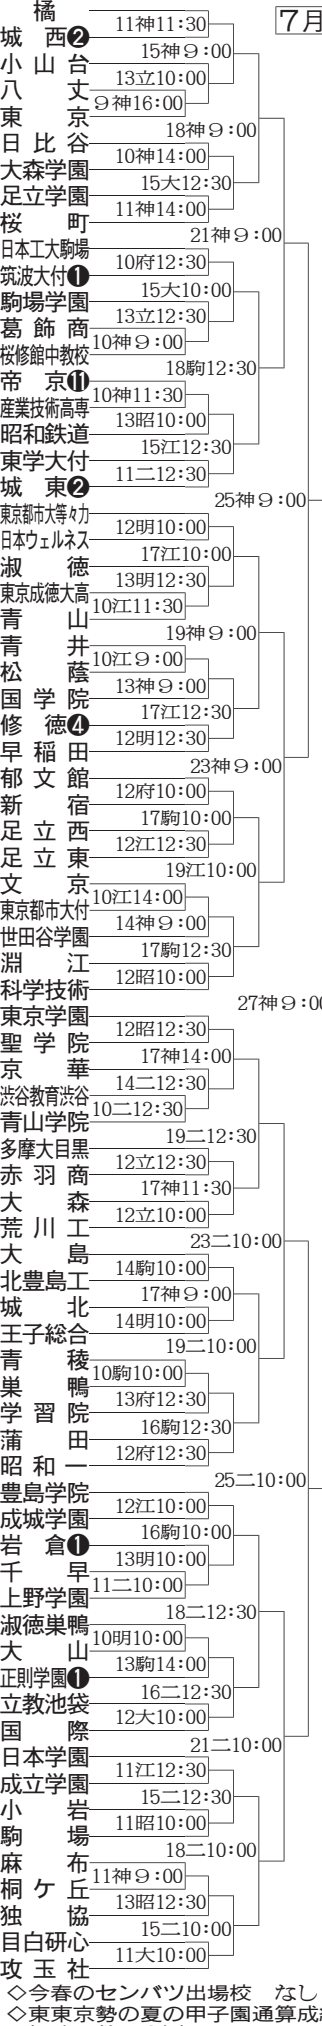 橘
11神11:30
7月
城西❷
15神9:00
小山台
13立10:00
八丈
9神16:00
東京
18神9:00
日比谷
10神14:00
大森学園
15大12:30
足立学園
11神14:00
桜町
21神9:00
日本工大駒場
10府12:30
筑波大付❶
15大10:00
駒場学園
13立12:30
葛飾商
10神9:00
桜修館中教校
18駒12:30
帝京⓫
10神11:30
産業技術高専
13昭10:00
昭和鉄道
15江12:30
東学大付
11二12:30
城東❷
25神9:00
東京都市大等々力
12明10:00
日本ウェルネス
17江10:00
淑徳
13明12:30
東京成徳大高
10江11:30
青山
19神9:00
青井
10江9:00
松蔭
13神9:00
国学院
17江12:30
修徳❹
12明12:30
早稲田
23神9:00
郁文館
12府10:00
新宿
17駒10:00
足立西
12江12:30
足立東
19江10:00
文京
10江14:00
東京都市大付
14神9:00
世田谷学園
17駒12:30
淵江
12昭10:00
科学技術
27神9:00
東京学園
12昭12:30
聖学院
17神14:00
京華
14二12:30
渋谷教育渋谷
10二12:30
青山学院
19二12:30
多摩大目黒
12立12:30
赤羽商
17神11:30
大森
12立10:00
荒川工
23二10:00
大島
14駒10:00
北豊島工
17神9:00
城北
14明10:00
王子総合
19二10:00
青稜
10駒10:00
巣鴨
13府12:30
学習院
16駒12:30
蒲田
12府12:30
昭和一
25二10:00
豊島学院
12江10:00
成城学園
16駒10:00
岩倉❶
13明10:00
千早
11二10:00
上野学園
18二12:30
淑徳巣鴨
10明10:00
大山
13駒14:00
正則学園❶
16二12:30
立教池袋
12大10:00
国際
21二10:00
日本学園
11江12:30
成立学園
15二12:30
小岩
11昭10:00
駒場
18二10:00
麻布
11神9:00
桐ケ丘
13昭12:30
独協
15二10:00
目白研心
11大10:00
攻玉社
◇今春のセンバツ出場校　なし
◇東東京勢の夏の甲子園通算成